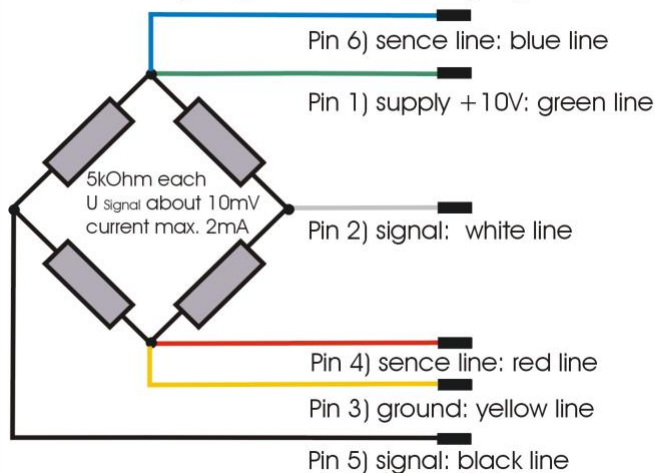 Pin 6) sence line: blue line
Pin 1) supply +10V: green line
5kOhm each
U Signal about 10mV
current max. 2mA
Pin 2) signal: white line
Pin 4) sence line: red line
Pin 3) ground: yellow line
Pin 5) signal: black line